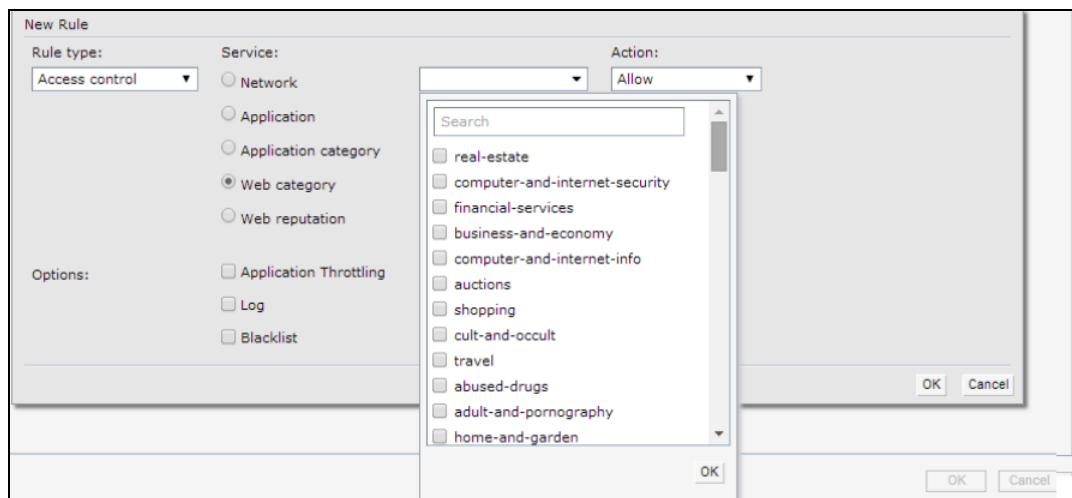 New Rule
Rule type:
Service:
Action:
Access control
Network
Allow
Application
Application category
Web category
Web reputation
Search
real-estate
computer-and-internet-security
financial-services
business-and-economy
computer-and-internet-info
auctions
shopping
cult-and-occult
travel
abused-drugs
adult-and-pornography
home-and-garden
OK
Options:
Application Throttling
Log
Blacklist
OK
Cancel
OK
Cancel